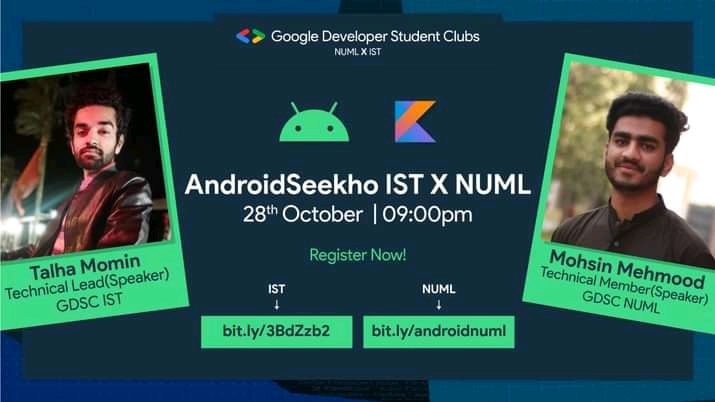 Google Developer Student Clubs
NUML X IST
AndroidSeekho IST X NUML
28th October | 09:00pm
Register Now!
IST
↓
bit.ly/3BdZzb2
NUML
↓
bit.ly/androidnuml
Talha Momin
Technical Lead(Speaker)
GDSC IST
Mohsin Mehmood
Technical Member(Speaker)
GDSC NUML